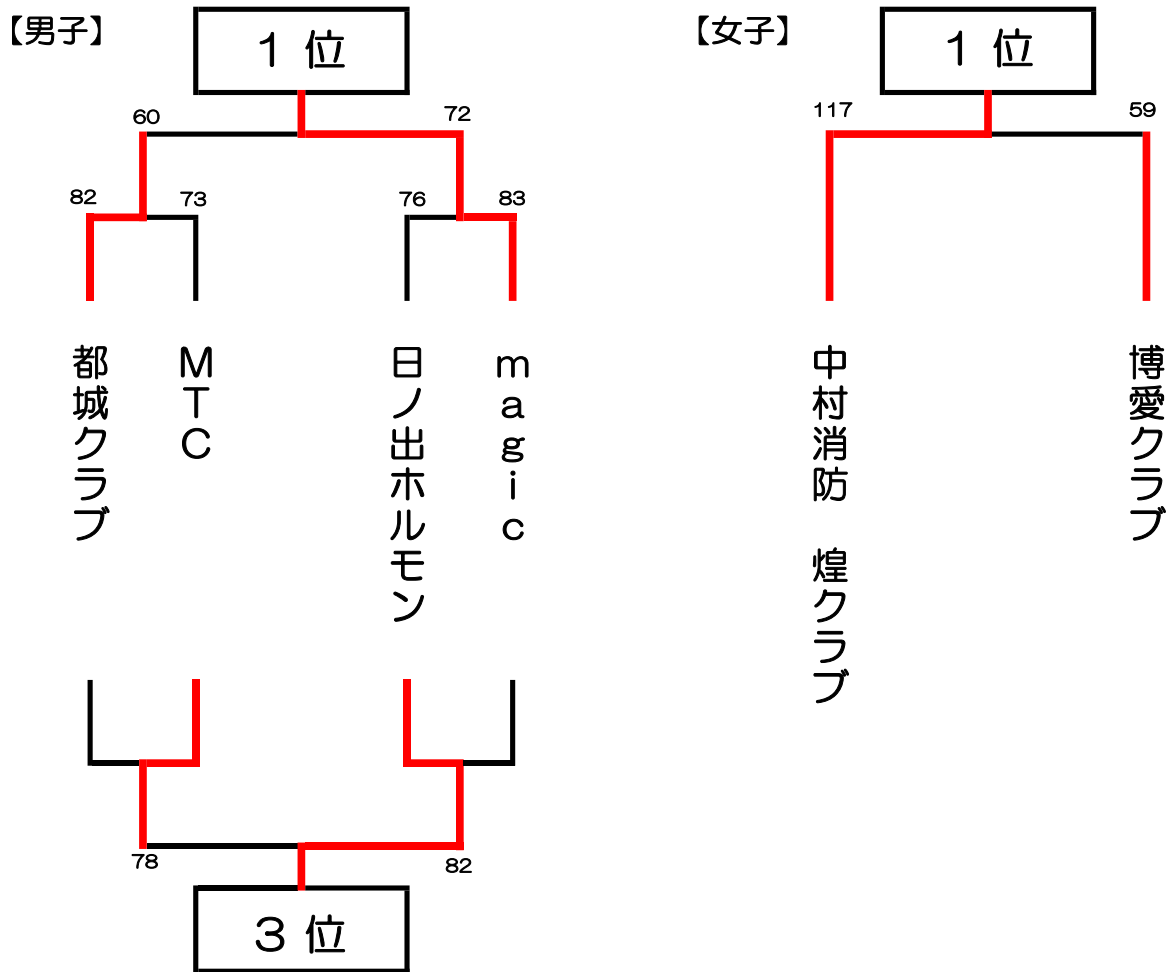 【男子】
1 位
60
72
82
73
76
83
都城クラブ
MTC
日ノ出ホルモン
magic
78
82
3 位
【女子】
1 位
117
59
中村消防　煌クラブ
博愛クラブ